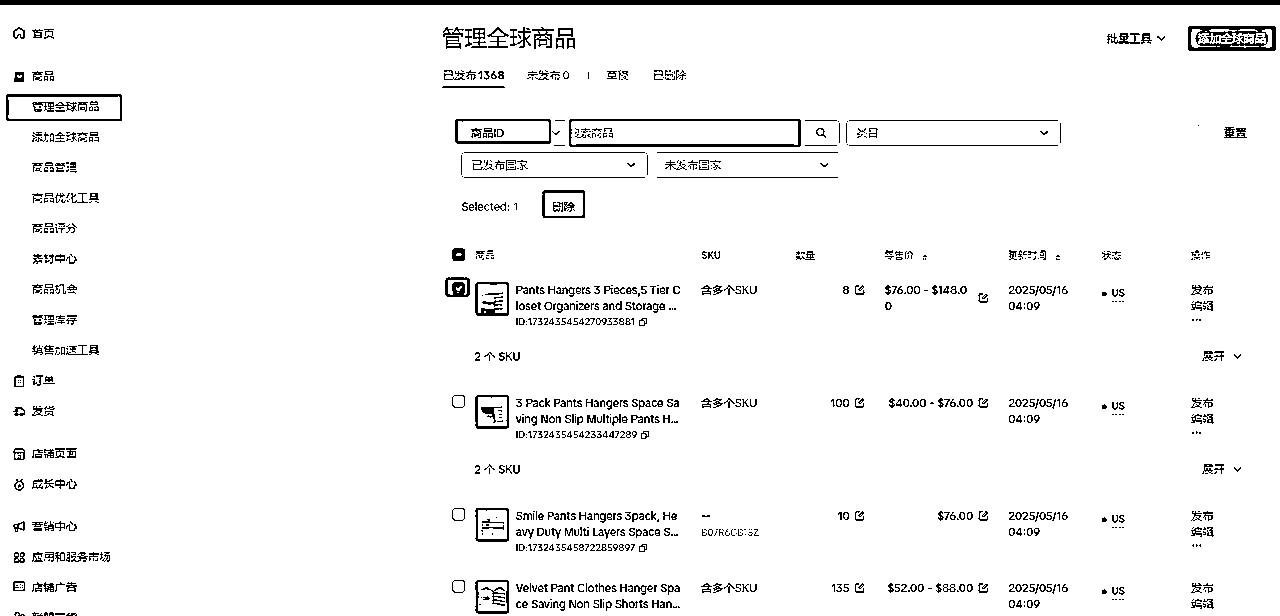 首页
商品
管理全球商品
添加全球商品
商品管理
商品优化工具
商品评分
素材中心
商品机会
管理库存
销售加速工具
订单
发货
店铺页面
成长中心
营销中心
应用和服务市场
店铺广告
管理全球商品
批量工具
添加全球商品
已发布1368 未发布0 草稿 已删除
商品ID
搜索商品
类目
重置
已发布国家
未发布国家
Selected: 1
删除
商品 SKU 数量 零售价 更新时间 状态 操作
Pants Hangers 3 Pieces,5 Tier C
loset Organizers and Storage ...
ID:1732435454270933881
含多个SKU
8
$76.00 - $148.0
0
2025/05/16
04:09
US
发布
编辑
...
2 个 SKU
展开
3 Pack Pants Hangers Space Sa
ving Non Slip Multiple Pants H...
ID:1732435454233447289
含多个SKU
100
$40.00 - $76.00
2025/05/16
04:09
US
发布
编辑
...
2 个 SKU
展开
Smile Pants Hangers 3pack, He
avy Duty Multi Layers Space S...
ID:1732435458722859897
--
10
$76.00
2025/05/16
04:09
US
发布
编辑
...
Velvet Pant Clothes Hanger Spa
ce Saving Non Slip Shorts Han...
含多个SKU
135
$52.00 - $88.00
2025/05/16
04:09
US
发布
编辑